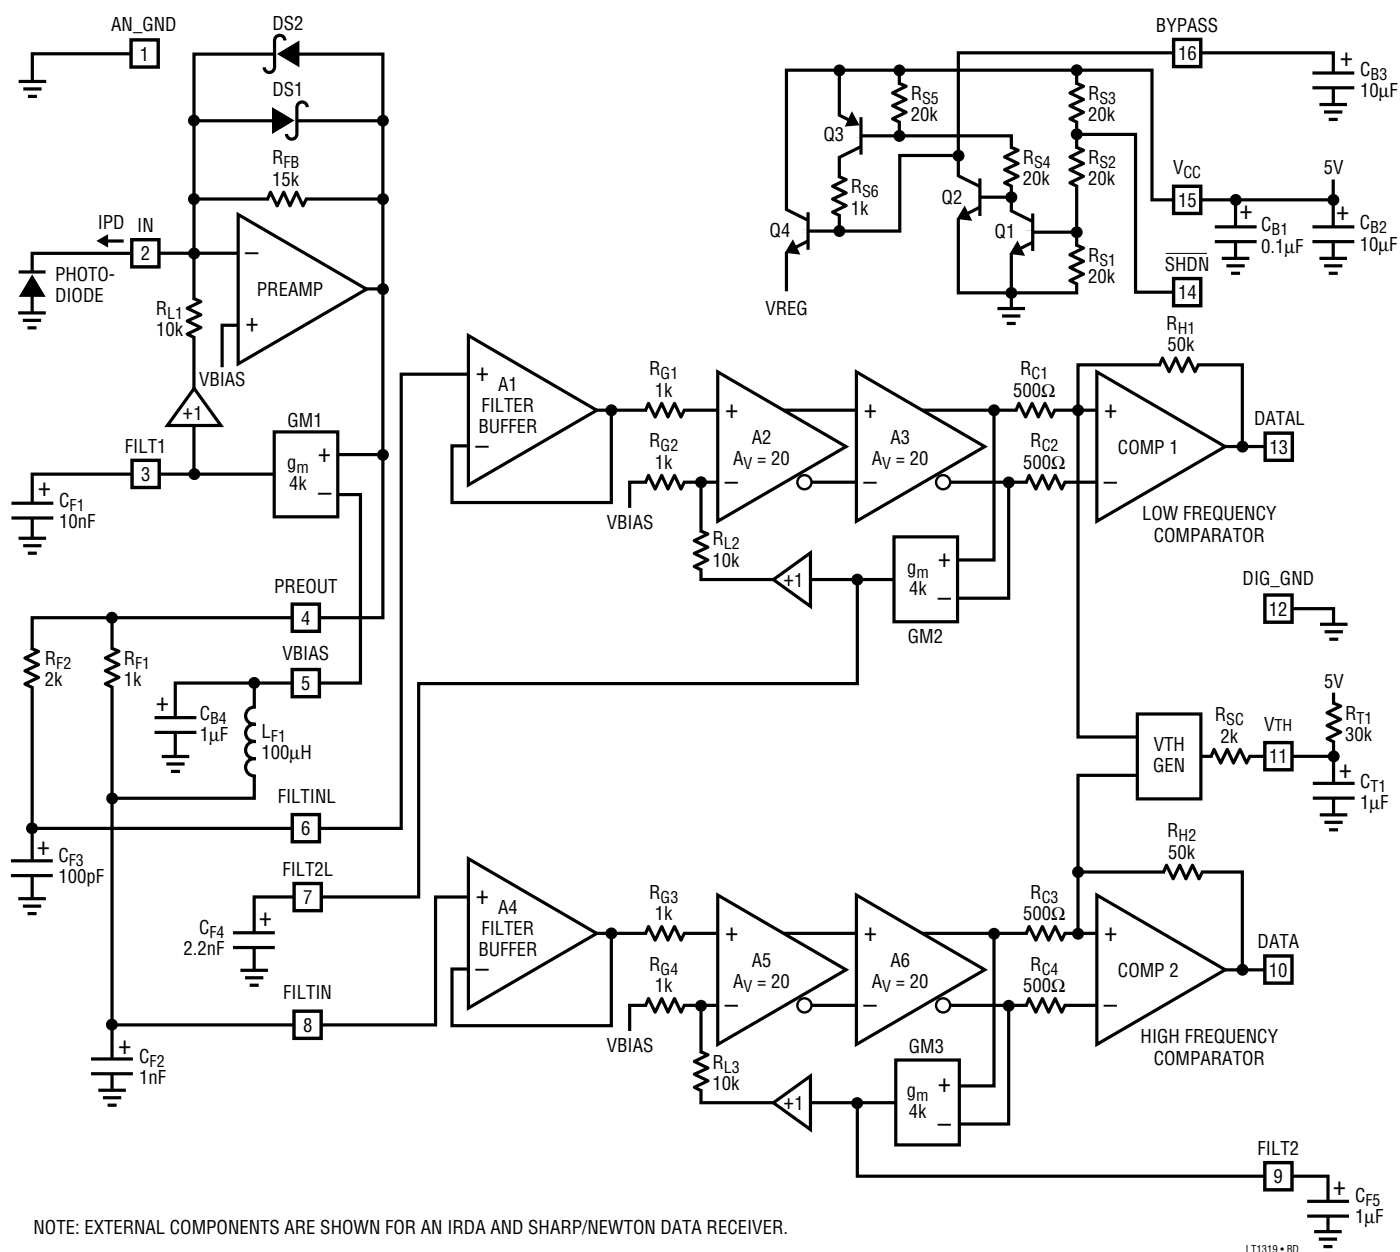 AN_GND
1
DS2
DS1
RFB
15k
IPD
IN
2
PHOTO-
DIODE
−
PREAMP
+
RL1
10k
VBIAS
+1
GM1
FILT1
3
gm
4k
+
−
+
CF1
10nF
PREOUT
4
RF2
2k
RF1
1k
VBIAS
5
+
CB4
1µF
LF1
100µH
FILTINL
6
+
CF3
100pF
FILT2L
7
+
CF4
2.2nF
FILTIN
8
+
CF2
1nF
BYPASS
16
+
CB3
10µF
RS5
20k
RS3
20k
Q3
RS4
20k
RS2
20k
RS6
1k
Q2
Q1
Q4
RS1
20k
VREG
VCC
15
5V
+
CB1
0.1µF
+
CB2
10µF
SHDN
14
+
A1
FILTER
BUFFER
−
RG1
1k
RG2
1k
VBIAS
+
A2
AV = 20
−
+
A3
AV = 20
−
RC1
500Ω
RC2
500Ω
RH1
50k
+
COMP 1
−
DATAL
13
LOW FREQUENCY
COMPARATOR
RL2
10k
+1
gm
4k
+
−
GM2
DIG_GND
12
VTH
GEN
RSC
2k
VTH
11
5V
RT1
30k
+
CT1
1µF
+
A4
FILTER
BUFFER
−
RG3
1k
RG4
1k
VBIAS
+
A5
AV = 20
−
+
A6
AV = 20
−
RC3
500Ω
RC4
500Ω
RH2
50k
+
COMP 2
−
DATA
10
HIGH FREQUENCY
COMPARATOR
RL3
10k
+1
GM3
gm
4k
+
−
FILT2
9
+
CF5
1µF
NOTE: EXTERNAL COMPONENTS ARE SHOWN FOR AN IRDA AND SHARP/NEWTON DATA RECEIVER.
LT1319 • BD